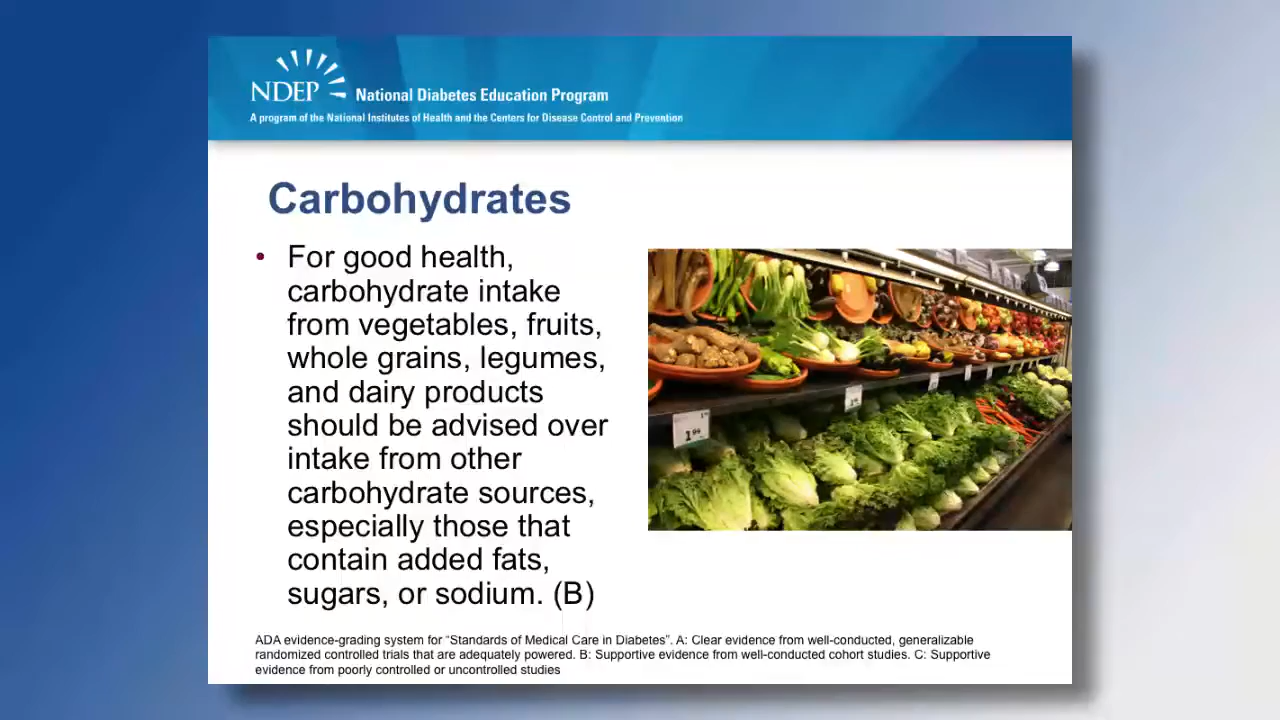 NDEP
National Diabetes Education Program
A program of the National Institutes of Health and the Centers for Disease Control and Prevention
Carbohydrates
• For good health,
carbohydrate intake
from vegetables, fruits,
whole grains, legumes,
and dairy products
should be advised over
intake from other
carbohydrate sources,
especially those that
contain added fats,
sugars, or sodium. (B)
1.99
ADA evidence-grading system for “Standards of Medical Care in Diabetes”. A: Clear evidence from well-conducted, generalizable
randomized controlled trials that are adequately powered. B: Supportive evidence from well-conducted cohort studies. C: Supportive
evidence from poorly controlled or uncontrolled studies